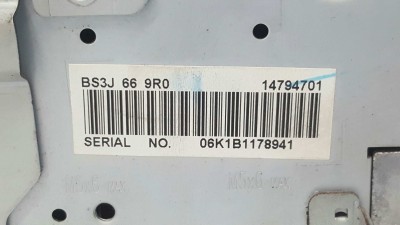 BS3J 66 9R0 14794701
SERIAL NO. 06K1B1178941